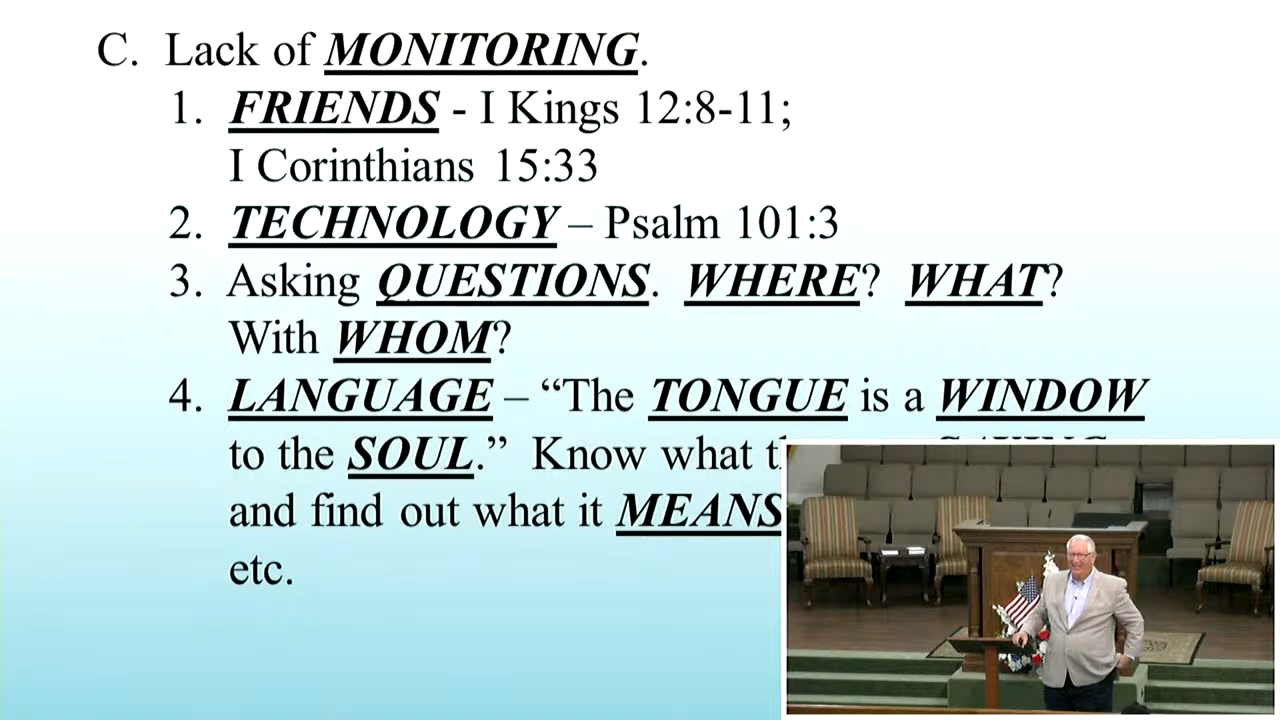 C. Lack of MONITORING.
1. FRIENDS - I Kings 12:8-11;
I Corinthians 15:33
2. TECHNOLOGY – Psalm 101:3
3. Asking QUESTIONS. WHERE? WHAT?
With WHOM?
4. LANGUAGE – “The TONGUE is a WINDOW
to the SOUL.” Know what
and find out what it MEANS
etc.